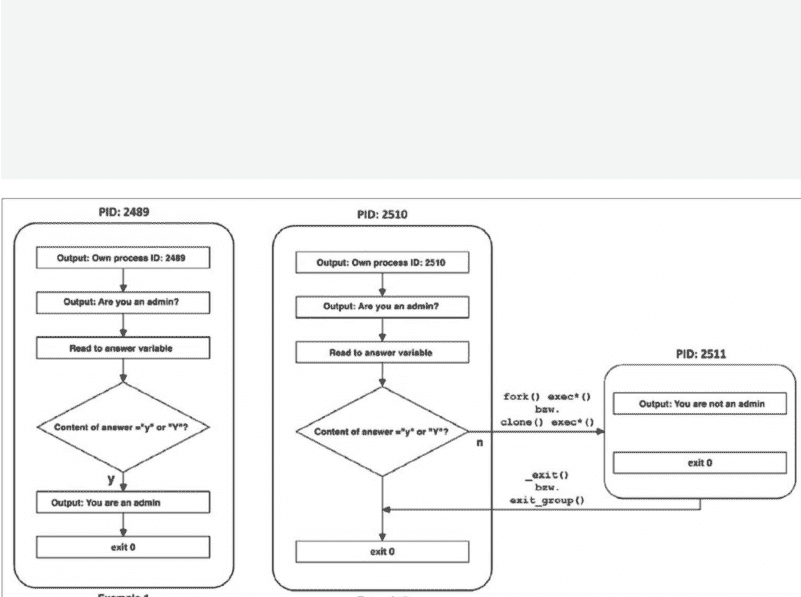 PID: 2489
Output: Own process ID: 2489
Output: Are you an admin?
Read to answer variable
Content of answer ="y" or "Y"?
y
Output: You are an admin
exit 0
Example 1
PID: 2510
Output: Own process ID: 2510
Output: Are you an admin?
Read to answer variable
Content of answer ="y" or "Y"?
n
exit 0
fork() exec*()
bzw.
clone() exec*()
_exit()
bzw.
exit_group()
PID: 2511
Output: You are not an admin
exit 0